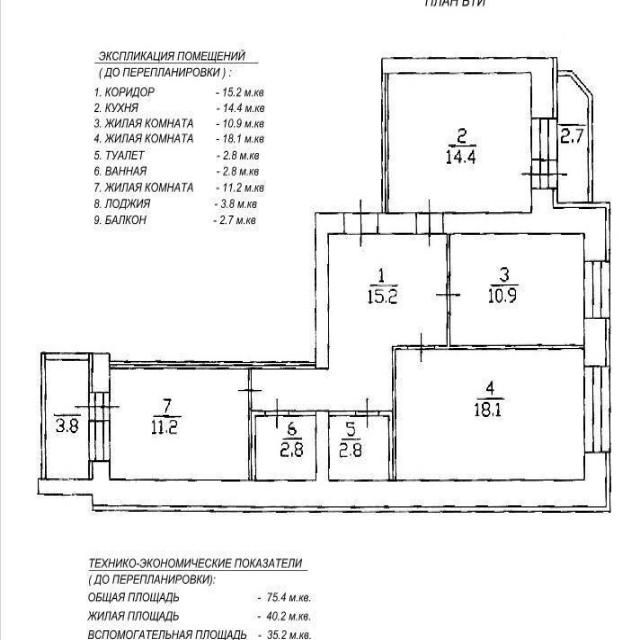 ПЛАН БТИ
ЭКСПЛИКАЦИЯ ПОМЕЩЕНИЙ
( ДО ПЕРЕПЛАНИРОВКИ ) :
1. КОРИДОР - 15.2 м.кв
2. КУХНЯ - 14.4 м.кв
3. ЖИЛАЯ КОМНАТА - 10.9 м.кв
4. ЖИЛАЯ КОМНАТА - 18.1 м.кв
5. ТУАЛЕТ - 2.8 м.кв
6. ВАННАЯ - 2.8 м.кв
7. ЖИЛАЯ КОМНАТА - 11.2 м.кв
8. ЛОДЖИЯ - 3.8 м.кв
9. БАЛКОН - 2.7 м.кв
2
14.4
2.7
1
15.2
3
10.9
4
18.1
3.8
7
11.2
6
2.8
5
2.8
ТЕХНИКО-ЭКОНОМИЧЕСКИЕ ПОКАЗАТЕЛИ
( ДО ПЕРЕПЛАНИРОВКИ):
ОБЩАЯ ПЛОЩАДЬ - 75.4 м.кв.
ЖИЛАЯ ПЛОЩАДЬ - 40.2 м.кв.
ВСПОМОГАТЕЛЬНАЯ ПЛОЩАДЬ - 35.2 м.кв.